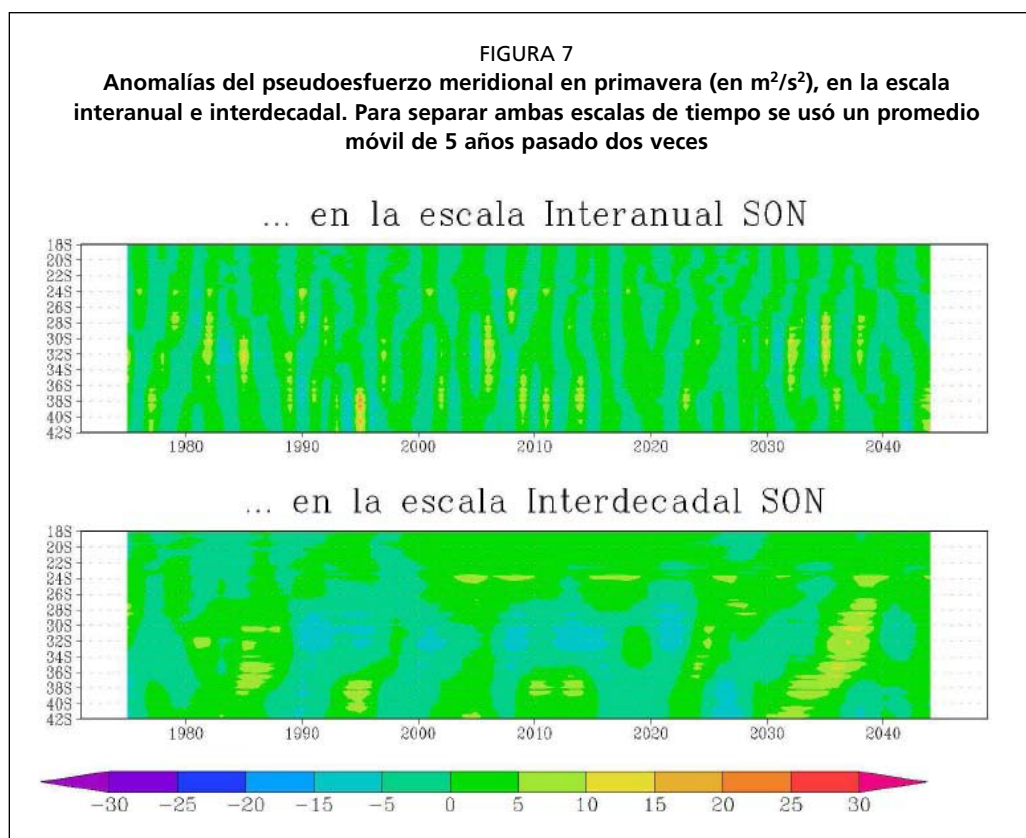 FIGURA 7
Anomalías del pseudoesfuerzo meridional en primavera (en m²/s²), en la escala
interanual e interdecadal. Para separar ambas escalas de tiempo se usó un promedio
móvil de 5 años pasado dos veces
... en la escala Interanual SON
18S
20S
22S
24S
26S
28S
30S
32S
34S
36S
38S
40S
42S
1980 1990 2000 2010 2020 2030 2040
... en la escala Interdecadal SON
18S
20S
22S
24S
26S
28S
30S
32S
34S
36S
38S
40S
42S
1980 1990 2000 2010 2020 2030 2040
−30 −25 −20 −15 −5 0 5 10 15 20 25 30